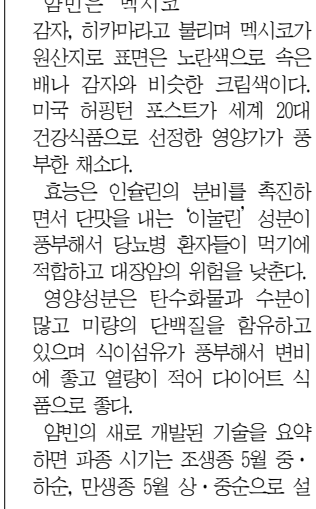 얌빈은 멕시코
감자, 히카마라고 불리며 멕시코가
원산지로 표면은 노란색으로 속은
배나 감자와 비슷한 크림색이다.
미국 허핑턴 포스트가 세계 20대
건강식품으로 선정한 영양가가 풍
부한 채소다.
효능은 인슐린의 분비를 촉진하
면서 단맛을 내는 ‘이눌린’ 성분이
풍부해서 당뇨병 환자들이 먹기에
적합하고 대장암의 위험을 낮춘다.
영양성분은 탄수화물과 수분이
많고 미량의 단백질을 함유하고
있으며 식이섬유가 풍부해서 변비
에 좋고 열량이 적어 다이어트 식
품으로 좋다.
얌빈의 새로 개발된 기술을 요약
하면 파종 시기는 조생종 5월 중·
하순, 만생종 5월 상·중순으로 설